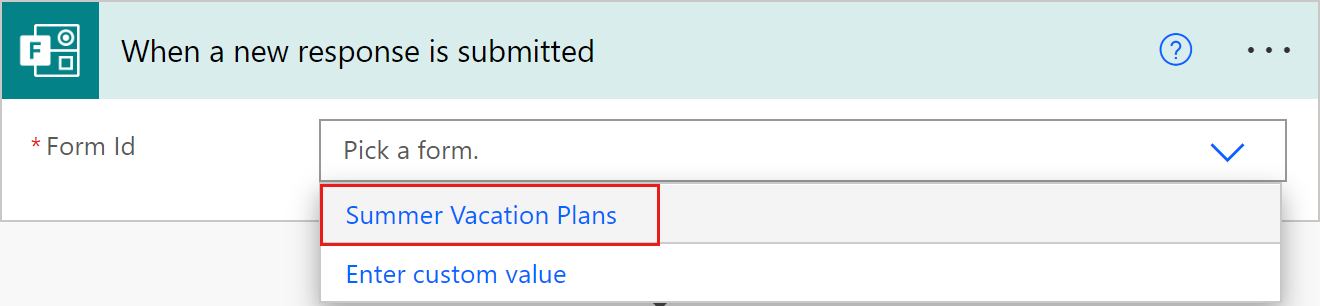 F
When a new response is submitted
?
* Form Id
Pick a form.
Summer Vacation Plans
Enter custom value